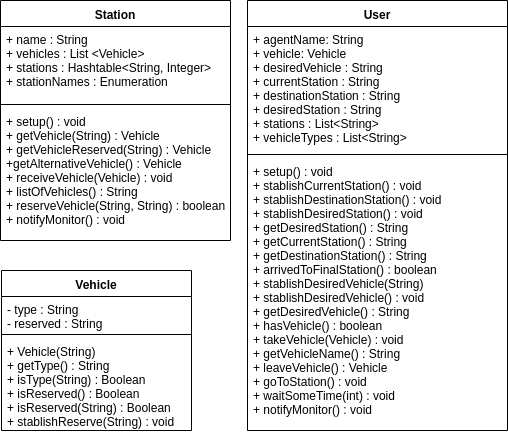 Station
+ name : String
+ vehicles : List <Vehicle>
+ stations : Hashtable<String, Integer>
+ stationNames : Enumeration
+ setup() : void
+ getVehicle(String) : Vehicle
+ getVehicleReserved(String) : Vehicle
+getAlternativeVehicle() : Vehicle
+ receiveVehicle(Vehicle) : void
+ listOfVehicles() : String
+ reserveVehicle(String, String) : boolean
+ notifyMonitor() : void
Vehicle
- type : String
- reserved : String
+ Vehicle(String)
+ getType() : String
+ isType(String) : Boolean
+ isReserved() : Boolean
+ isReserved(String) : Boolean
+ stablishReserve(String) : void
User
+ agentName: String
+ vehicle: Vehicle
+ desiredVehicle : String
+ currentStation : String
+ destinationStation : String
+ desiredStation : String
+ stations : List<String>
+ vehicleTypes : List<String>
+ setup() : void
+ stablishCurrentStation() : void
+ stablishDestinationStation() : void
+ stablishDesiredStation() : void
+ getDesiredStation() : String
+ getCurrentStation() : String
+ getDestinationStation() : String
+ arrivedToFinalStation() : boolean
+ stablishDesiredVehicle(String)
+ stablishDesiredVehicle() : void
+ getDesiredVehicle() : String
+ hasVehicle() : boolean
+ takeVehicle(Vehicle) : void
+ getVehicleName() : String
+ leaveVehicle() : Vehicle
+ goToStation() : void
+ waitSomeTime(int) : void
+ notifyMonitor() : void